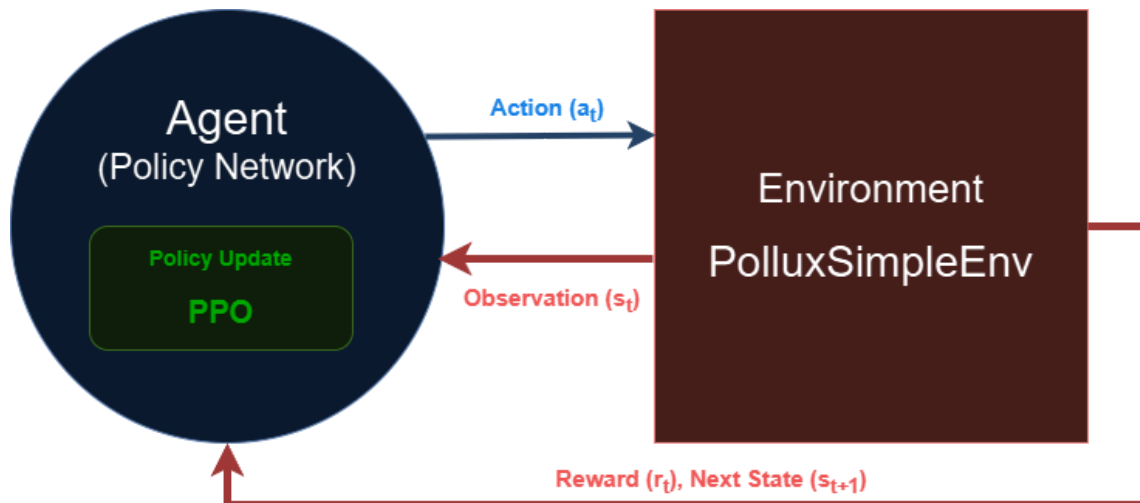 Agent
(Policy Network)
Policy Update
PPO
Action (aₜ)
Observation (sₜ)
Environment
PolluxSimpleEnv
Reward (rₜ), Next State (sₜ₊₁)